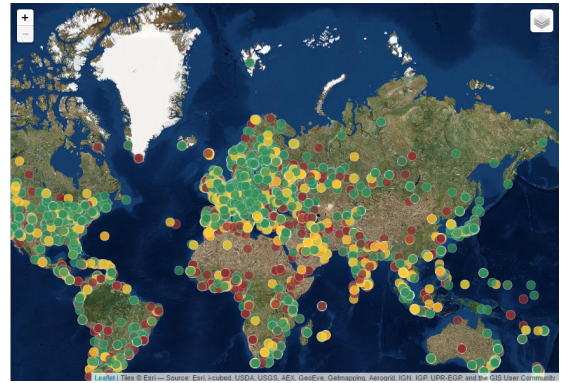 +
−
Leaflet | Tiles © Esri — Source: Esri, i-cubed, USDA, USGS, AEX, GeoEye, Getmapping, Aerogrid, IGN, IGP, UPR-EGP, and the GIS User Community